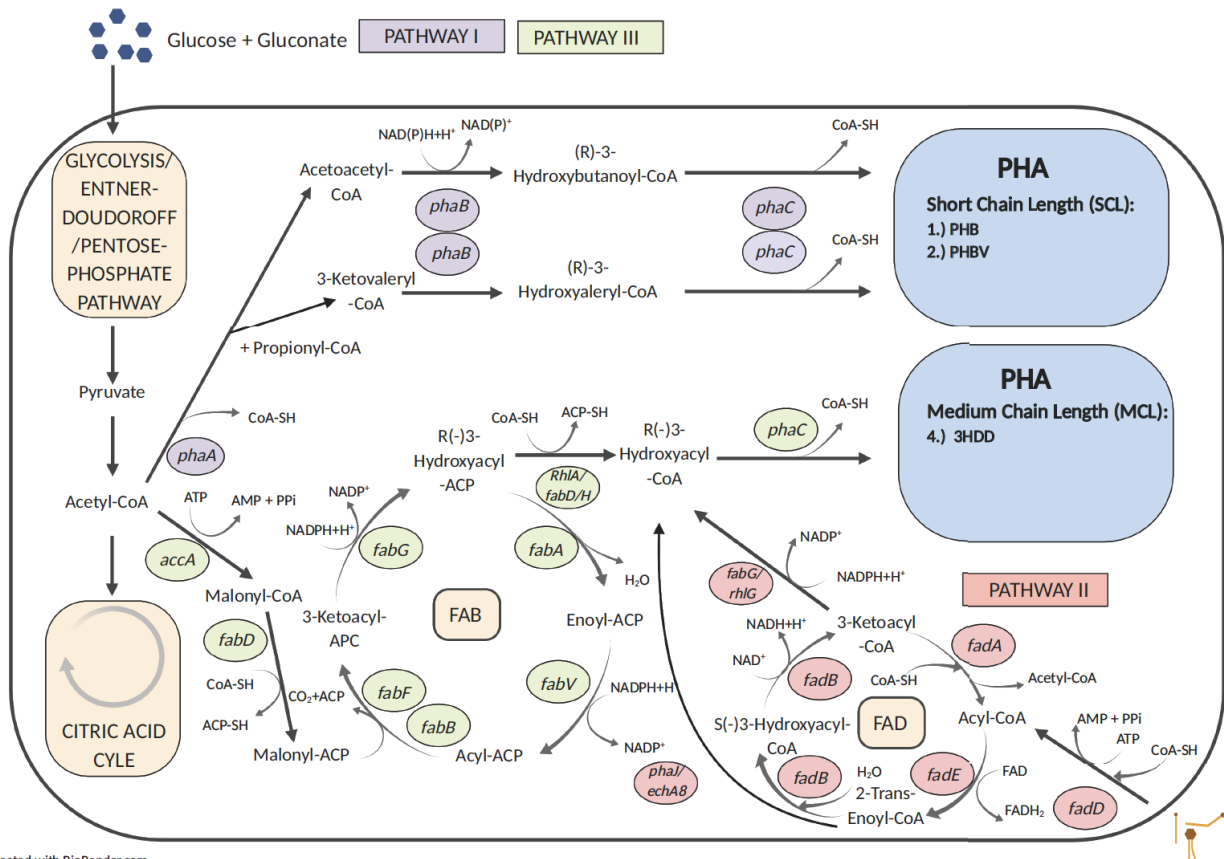 Glucose + Gluconate
PATHWAY I
PATHWAY III
GLYCOLYSIS/
ENTNER-
DOUDOROFF
/PENTOSE-
PHOSPHATE
PATHWAY
Pyruvate
Acetyl-CoA
CITRIC ACID
CYLE
CoA-SH
phaA
+ Propionyl-CoA
Acetoacetyl-
CoA
NAD(P)H+H⁺
NAD(P)⁺
phaB
phaB
(R)-3-
Hydroxybutanoyl-CoA
3-Ketovaleryl
-CoA
(R)-3-
Hydroxyaleryl-CoA
phaC
phaC
CoA-SH
CoA-SH
PHA
Short Chain Length (SCL):
1.) PHB
2.) PHBV
PHA
Medium Chain Length (MCL):
4.) 3HDD
ATP
AMP + PPi
accA
Malonyl-CoA
fabD
CoA-SH
ACP-SH
Malonyl-ACP
CO₂+ACP
fabF
fabB
Acyl-ACP
3-Ketoacyl-
APC
FAB
NADPH+H⁺
NADP⁺
fabG
R(-)3-
Hydroxyacyl
-ACP
CoA-SH
ACP-SH
RhlA/
fabD/H
fabA
H₂O
Enoyl-ACP
fabV
NADPH+H
NADP⁺
R(-)3-
Hydroxyacyl
-CoA
phaC
CoA-SH
phaJ/
echA8
fabG/
rhlG
NADP⁺
NADPH+H⁺
PATHWAY II
3-Ketoacyl
-CoA
NADH+H⁺
NAD⁺
fadB
CoA-SH
fadA
Acetyl-CoA
S(-)3-Hydroxyacyl-
CoA
FAD
Acyl-CoA
AMP + PPi
ATP
CoA-SH
fadD
fadB
H₂O
2-Trans-
Enoyl-CoA
fadE
FAD
FADH₂